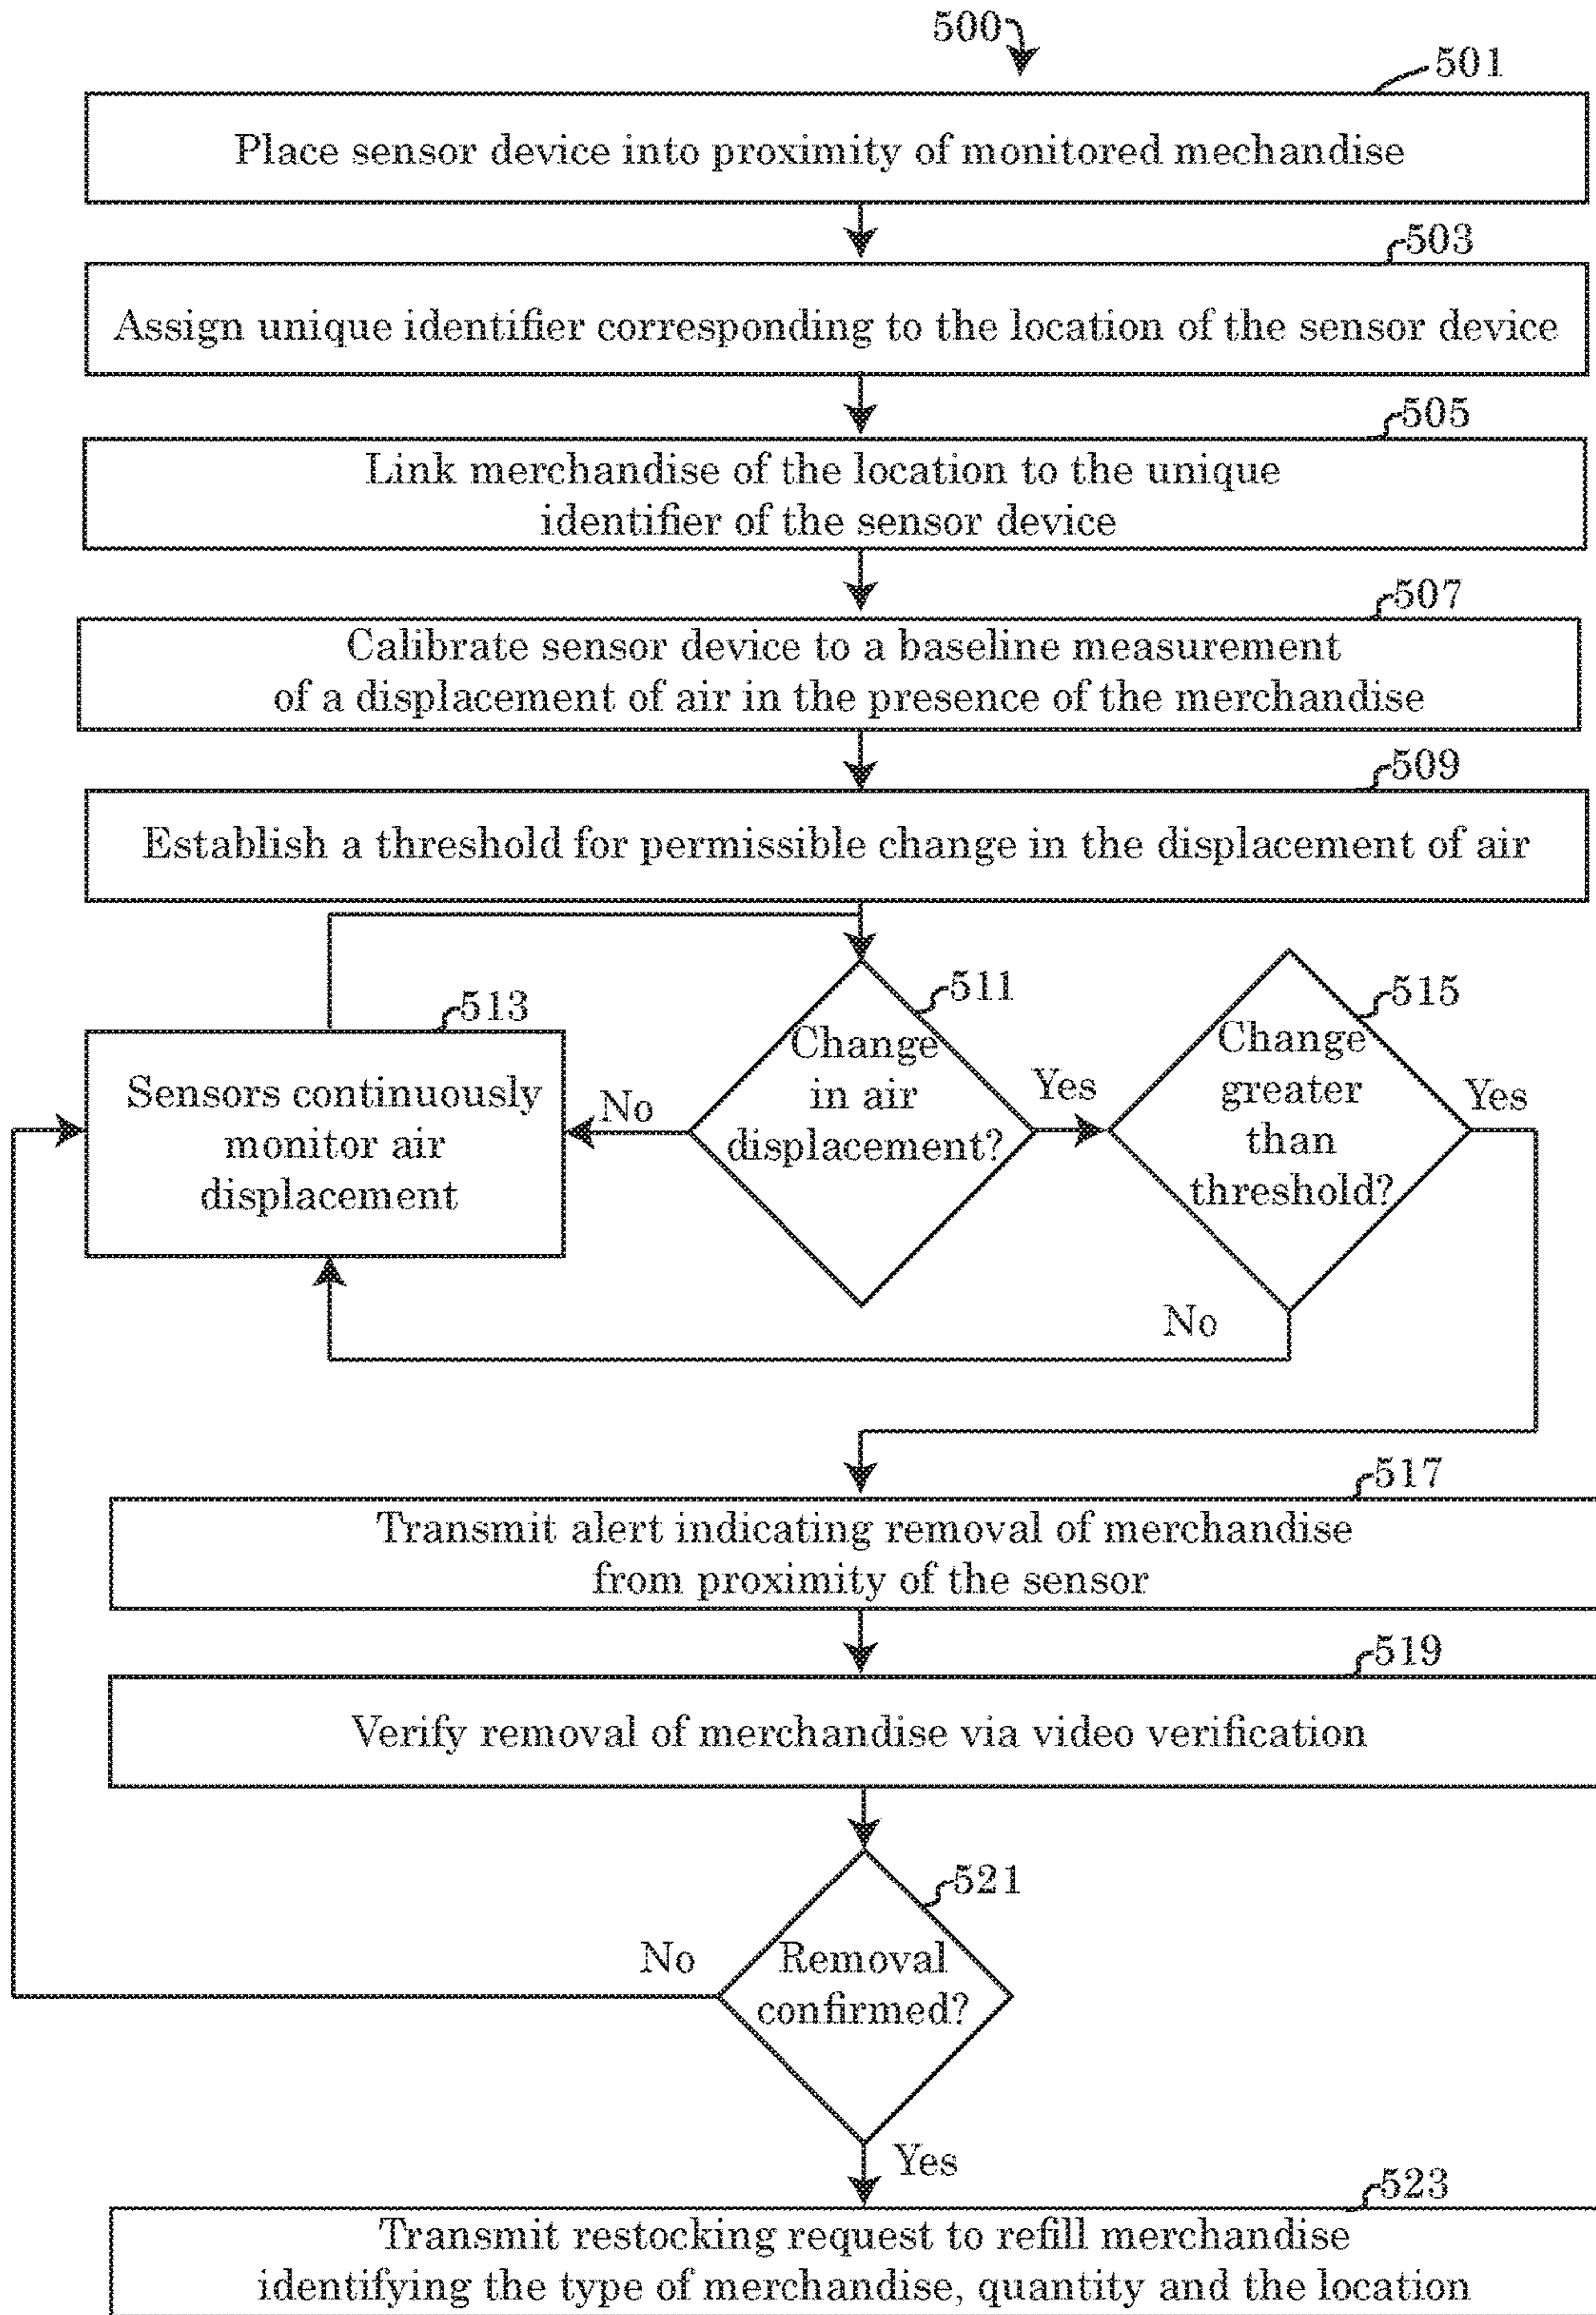 500
501
Place sensor device into proximity of monitored mechandise
503
Assign unique identifier corresponding to the location of the sensor device
505
Link merchandise of the location to the unique
identifier of the sensor device
507
Calibrate sensor device to a baseline measurement
of a displacement of air in the presence of the merchandise
509
Establish a threshold for permissible change in the displacement of air
513
Sensors continuously
monitor air
displacement
No
511
Change
in air
displacement?
Yes
515
Change
greater
than
threshold?
Yes
No
517
Transmit alert indicating removal of merchandise
from proximity of the sensor
519
Verify removal of merchandise via video verification
521
No
Removal
confirmed?
Yes
523
Transmit restocking request to refill merchandise
identifying the type of merchandise, quantity and the location